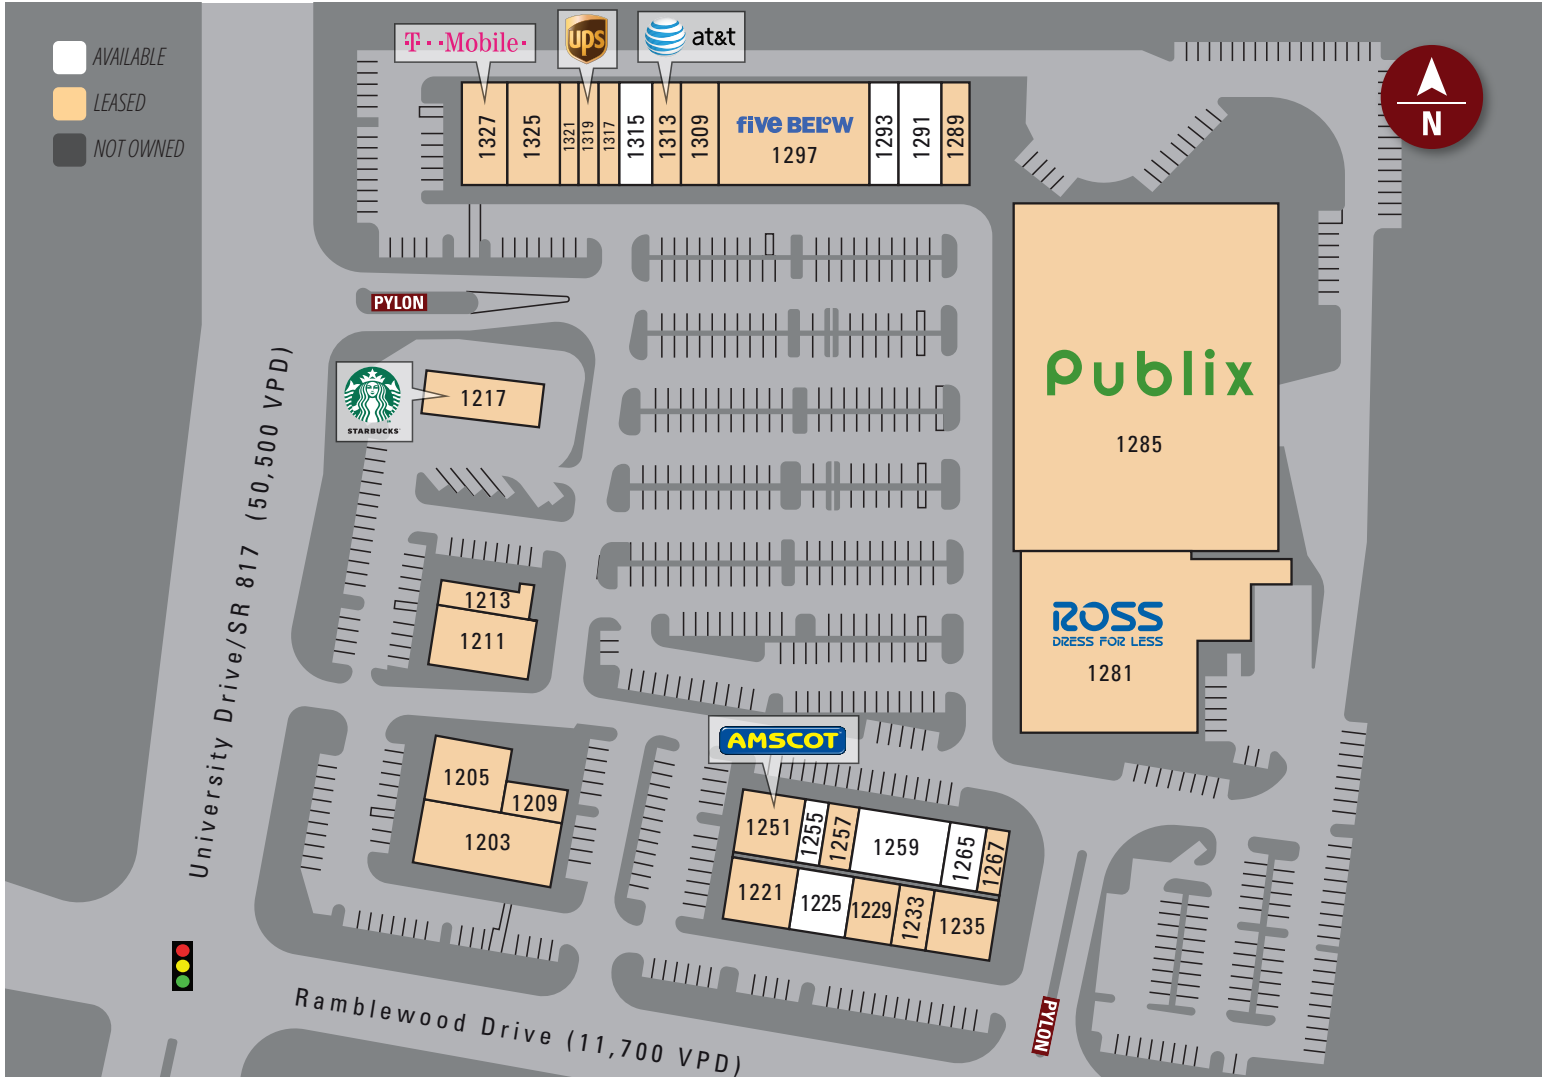 AVAILABLE
LEASED
NOT OWNED
T··Mobile·
ups
at&t
N
1327
1325
1321
1319
1317
1315
1313
1309
five BELOW
1297
1293
1291
1289
PYLON
STARBUCKS
1217
Publix
1285
University Drive/SR 817 (50,500 VPD)
1213
1211
ROSS
DRESS FOR LESS
1281
AMSCOT
1205
1209
1203
1251
1255
1257
1259
1265
1267
1221
1225
1229
1233
1235
Ramblewood Drive (11,700 VPD)
PYLON